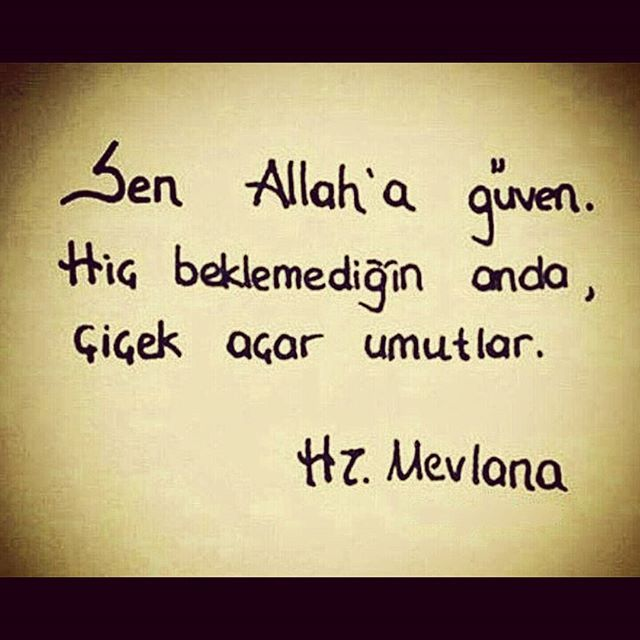 Sen Allah'a güven.
Hiç beklemediğin anda,
çiçek açar umutlar.
Hz. Mevlana